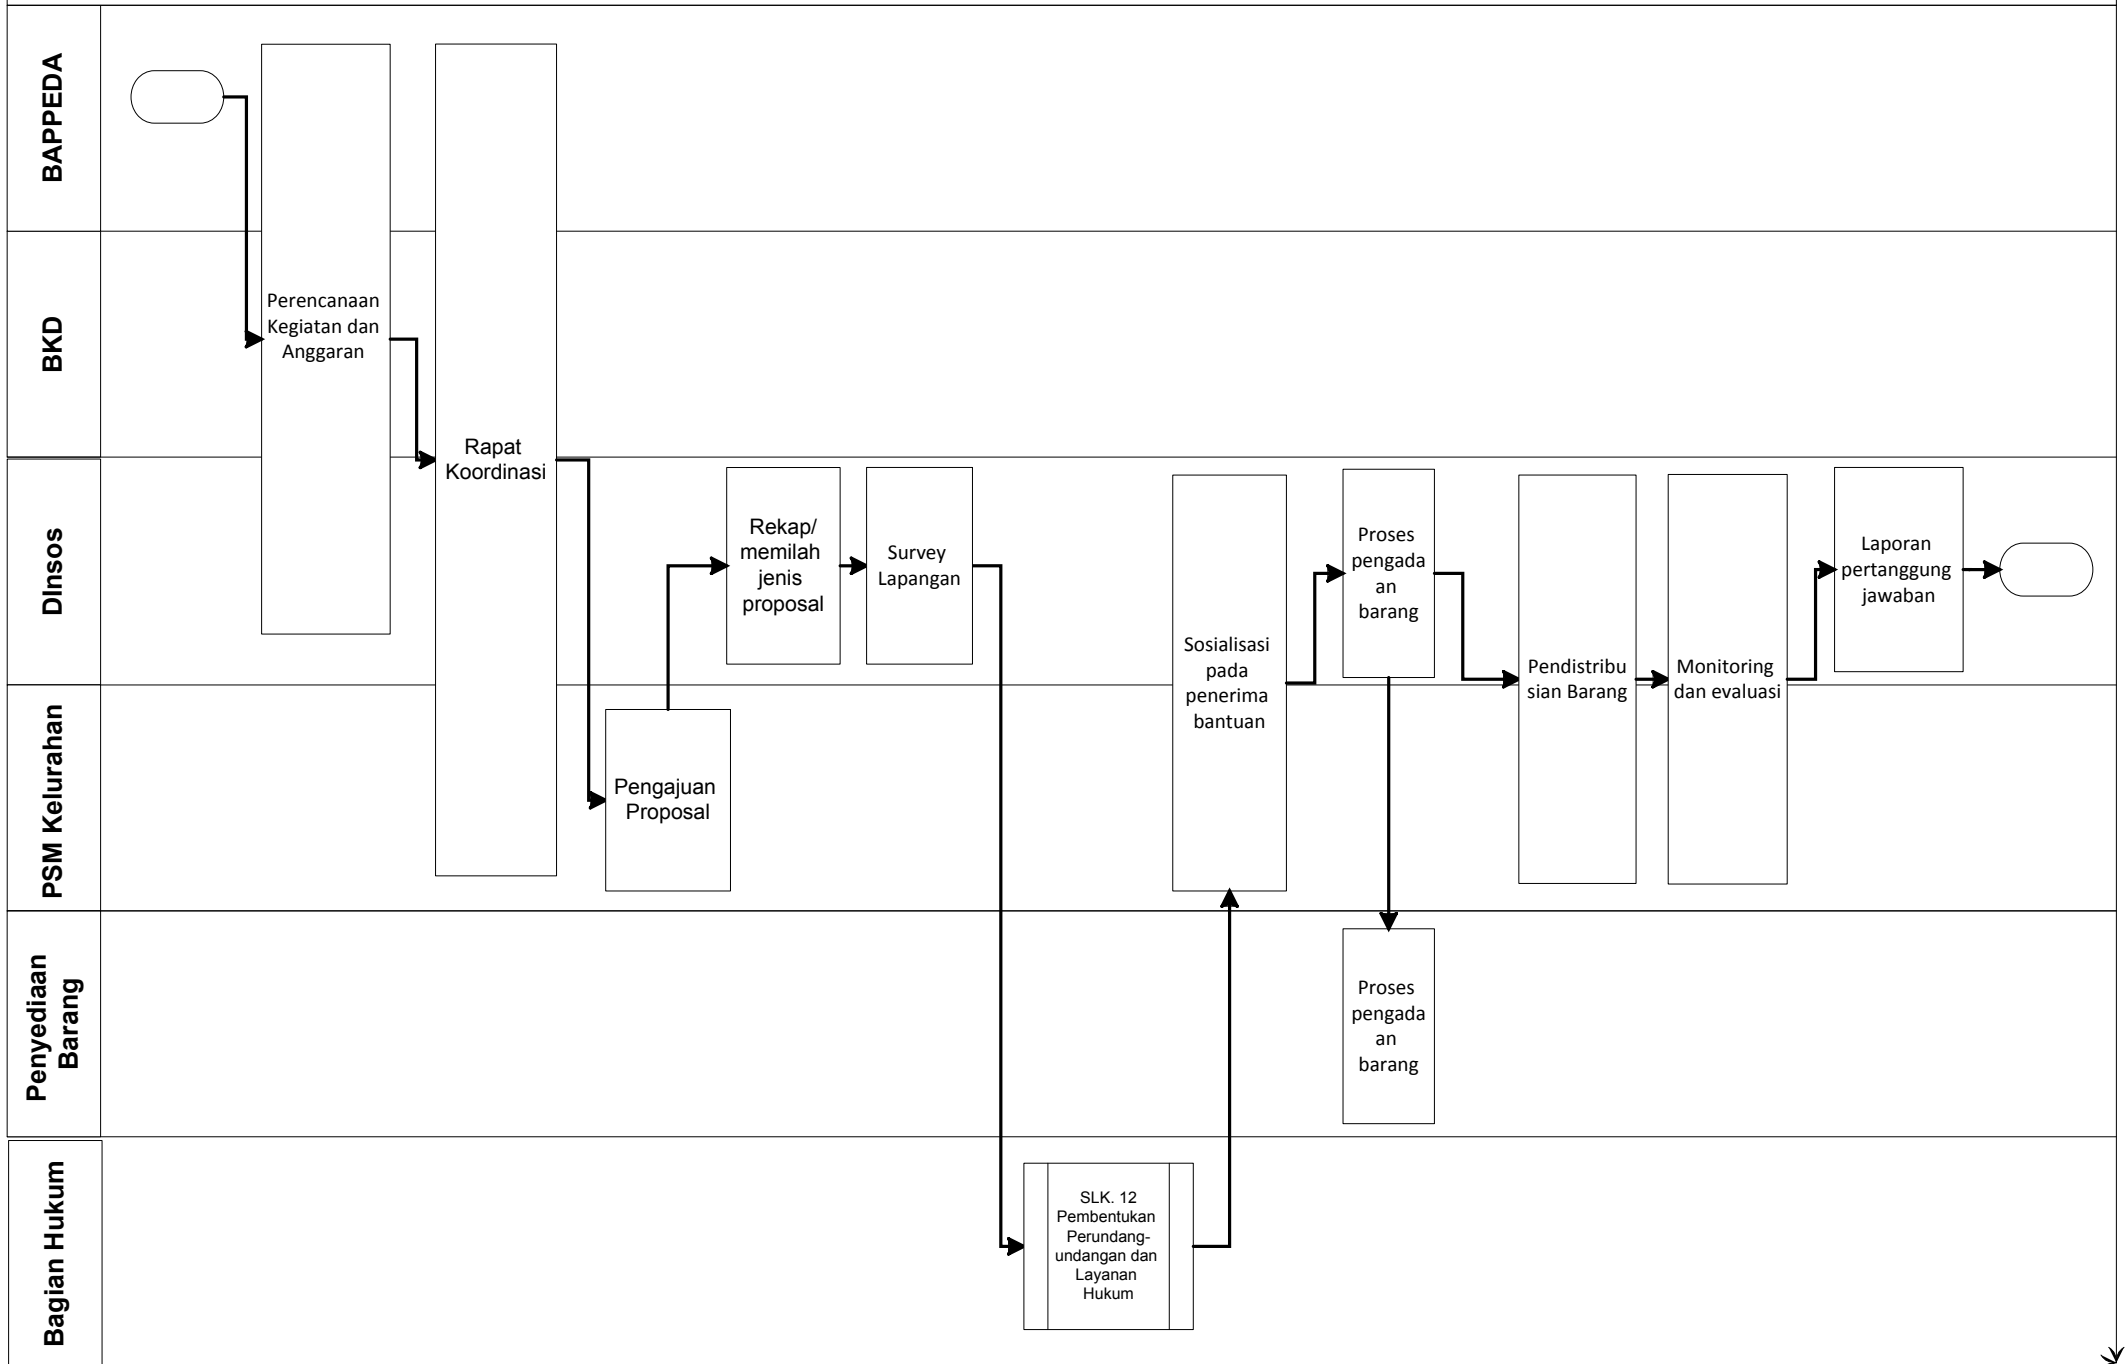 BAPPEDA
Perencanaan
Kegiatan dan
Anggaran
BKD
Rapat
Koordinasi
DInsos
Rekap/
memilah
jenis
proposal
Survey
Lapangan
Sosialisasi
pada
penerima
bantuan
Proses
pengada
an
barang
Pendistribu
sian Barang
Monitoring
dan evaluasi
Laporan
pertanggung
jawaban
PSM Kelurahan
Pengajuan
Proposal
Penyediaan
Barang
Proses
pengada
an
barang
Bagian Hukum
SLK. 12
Pembentukan
Perundang-
undangan dan
Layanan
Hukum